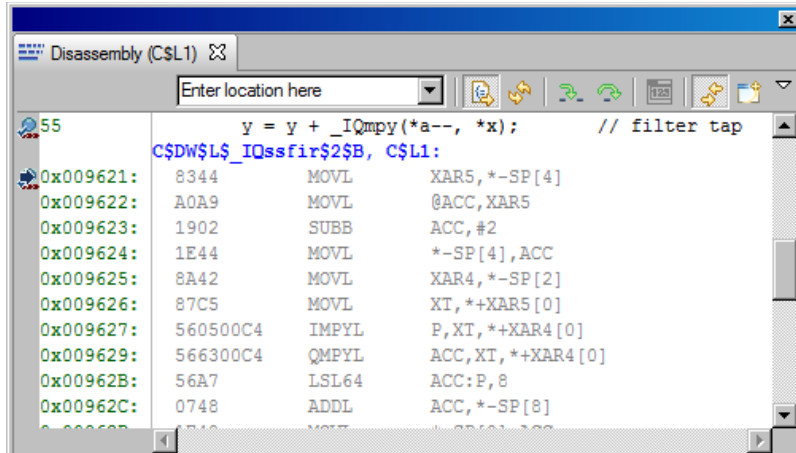 Disassembly (C$L1)
Enter location here
123
55 y = y + _IQmpy(*a--, *x); // filter tap
C$DW$L$_IQssfir$2$B, C$L1:
0x009621: 8344 MOVL XAR5,*-SP[4]
0x009622: A0A9 MOVL @ACC,XAR5
0x009623: 1902 SUBB ACC,#2
0x009624: 1E44 MOVL *-SP[4],ACC
0x009625: 8A42 MOVL XAR4,*-SP[2]
0x009626: 87C5 MOVL XT,*+XAR5[0]
0x009627: 560500C4 IMPYL P,XT,*+XAR4[0]
0x009629: 566300C4 QMPYL ACC,XT,*+XAR4[0]
0x00962B: 56A7 LSL64 ACC:P,8
0x00962C: 0748 ADDL ACC,*-SP[8]